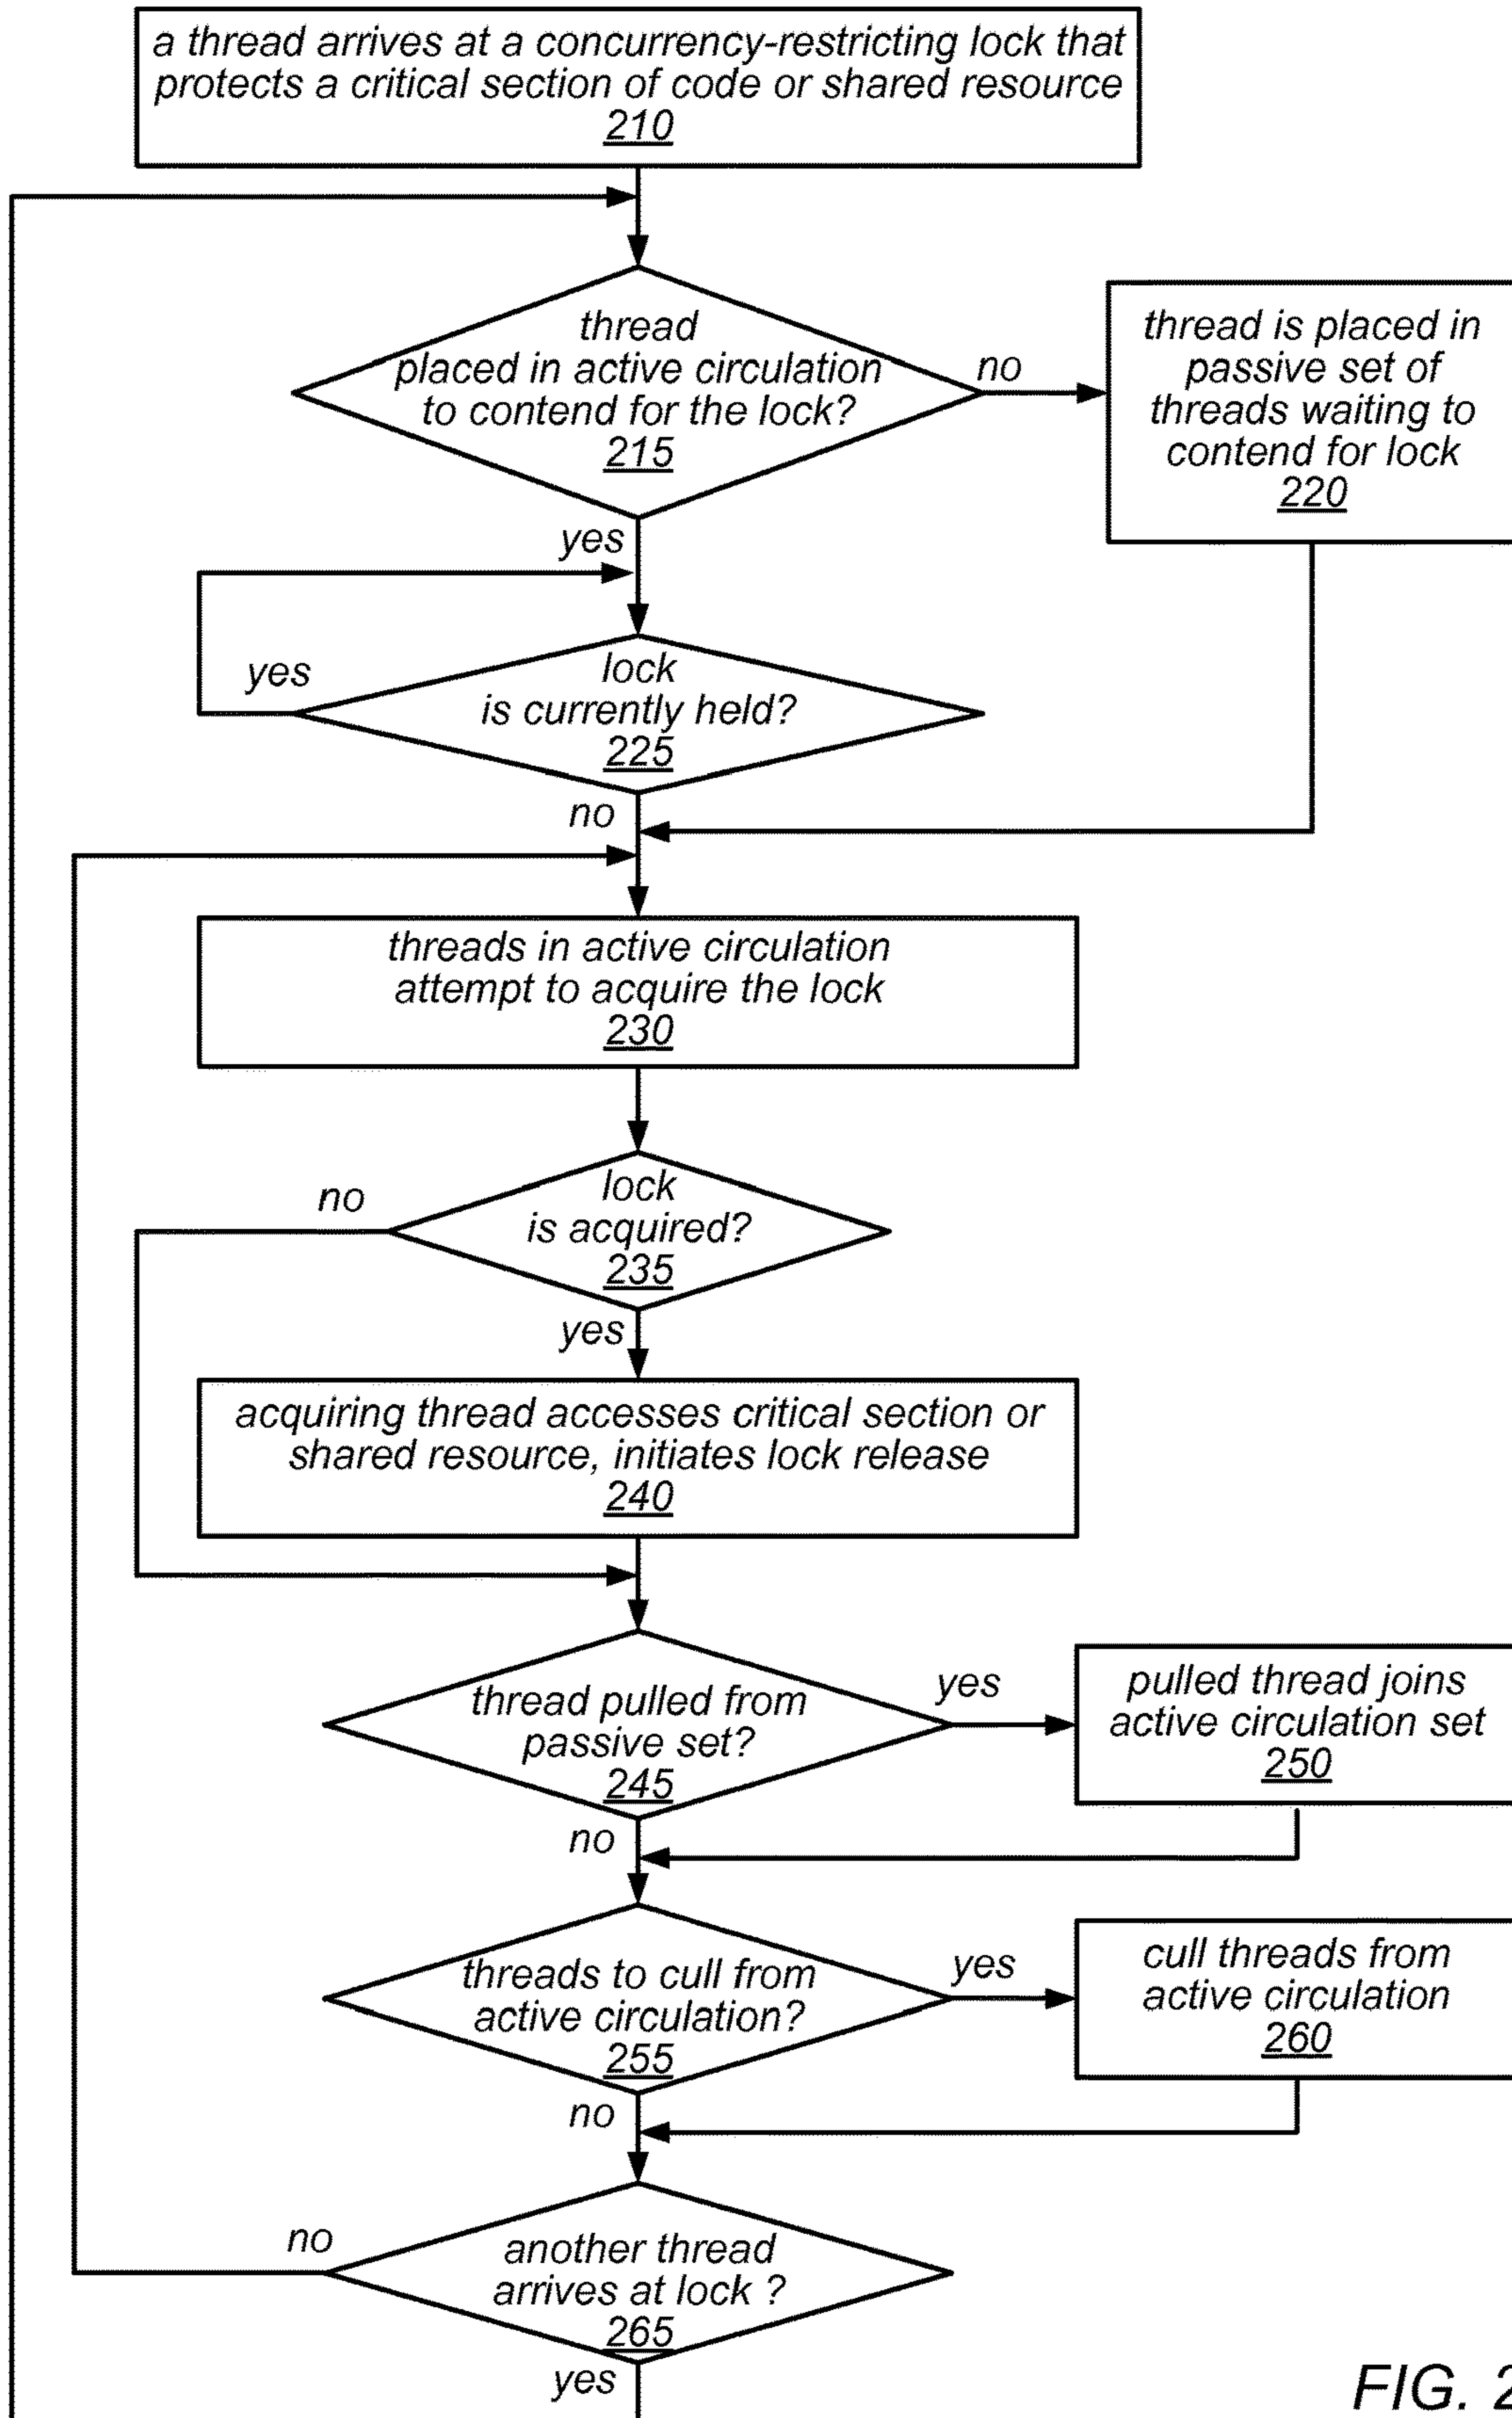 a thread arrives at a concurrency-restricting lock that
protects a critical section of code or shared resource
210
thread
placed in active circulation
to contend for the lock?
215
no
thread is placed in
passive set of
threads waiting to
contend for lock
220
yes
yes
lock
is currently held?
225
no
threads in active circulation
attempt to acquire the lock
230
no
lock
is acquired?
235
yes
acquiring thread accesses critical section or
shared resource, initiates lock release
240
thread pulled from
passive set?
245
yes
pulled thread joins
active circulation set
250
no
threads to cull from
active circulation?
255
yes
cull threads from
active circulation
260
no
no
another thread
arrives at lock ?
265
yes
FIG. 2